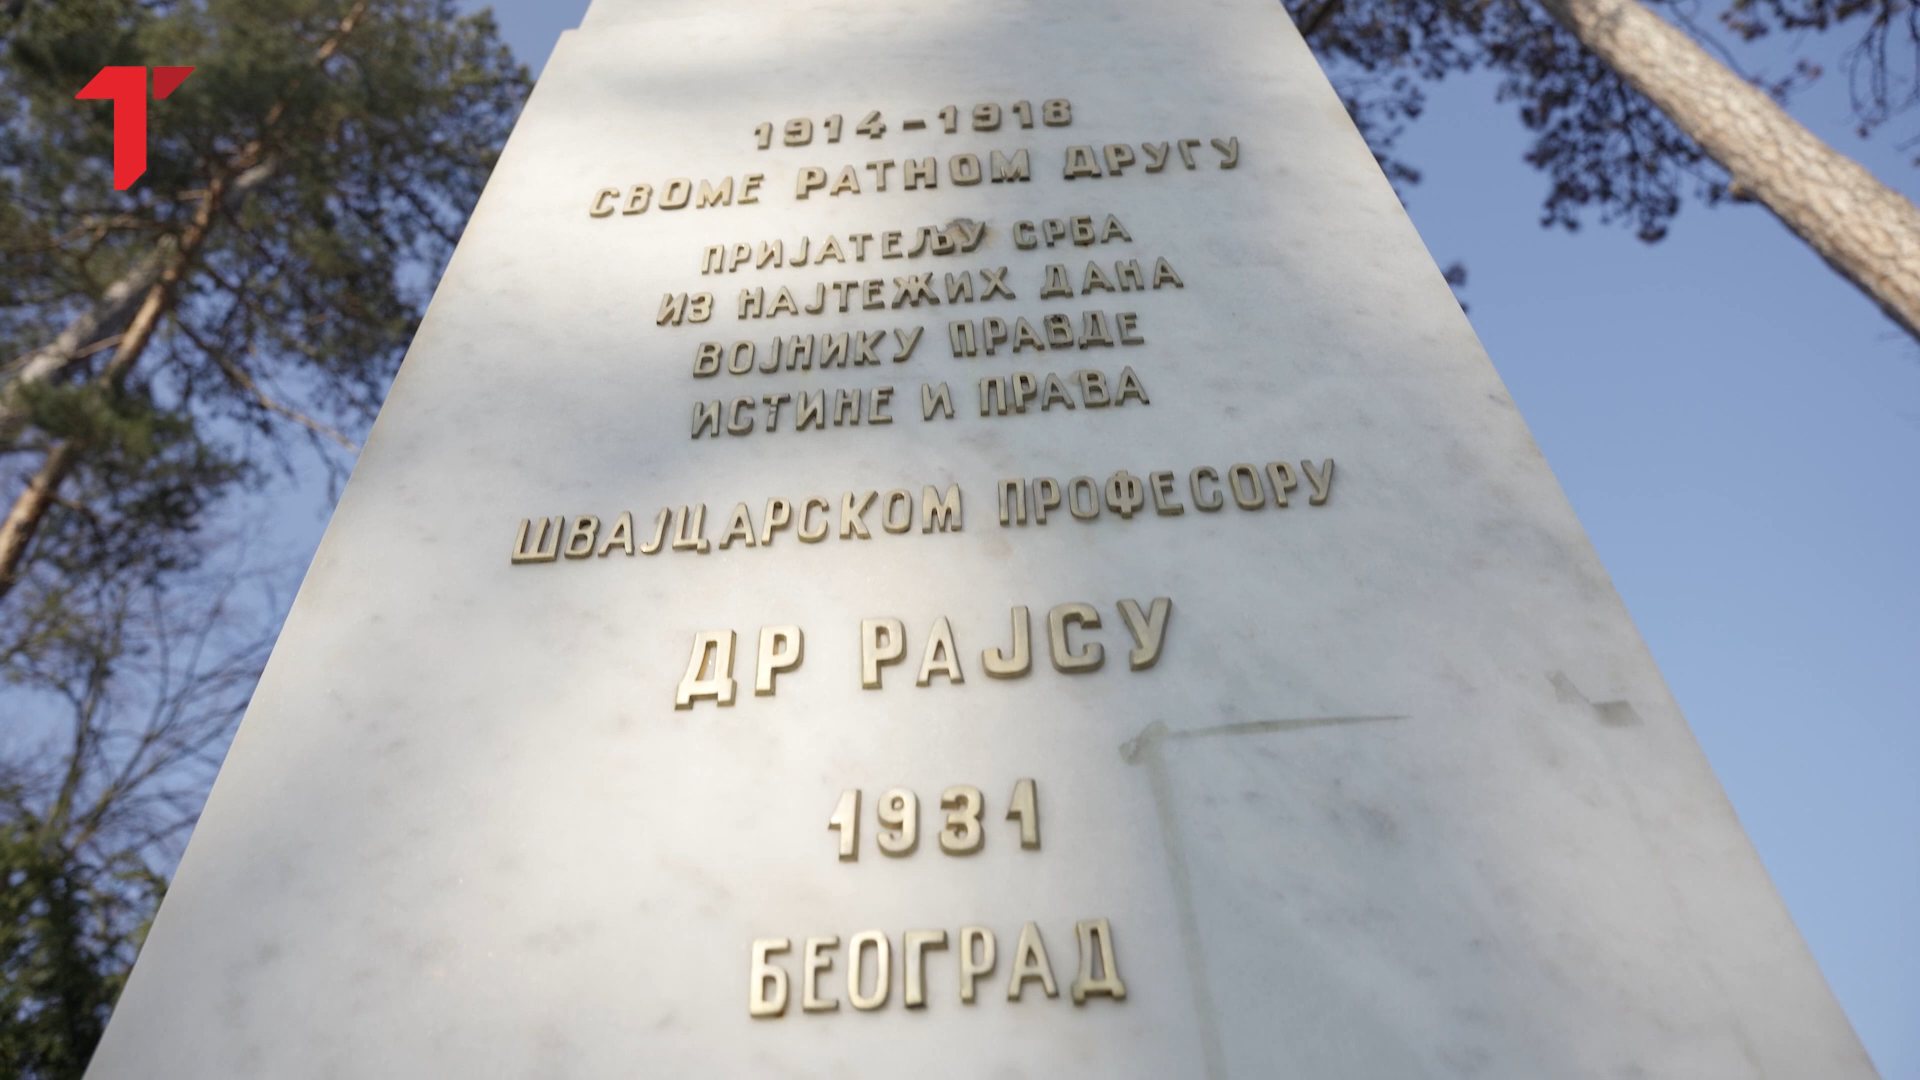 1914-1918
СВОМЕ РАТНОМ ДРУГУ
ПРИЈАТЕЉУ СРБА
ИЗ НАЈТЕЖИХ ДАНА
ВОЈНИКУ ПРАВДЕ
ИСТИНЕ И ПРАВА
ШВАЈЦАРСКОМ ПРОФЕСОРУ
ДР РАЈСУ
1931
БЕОГРАД